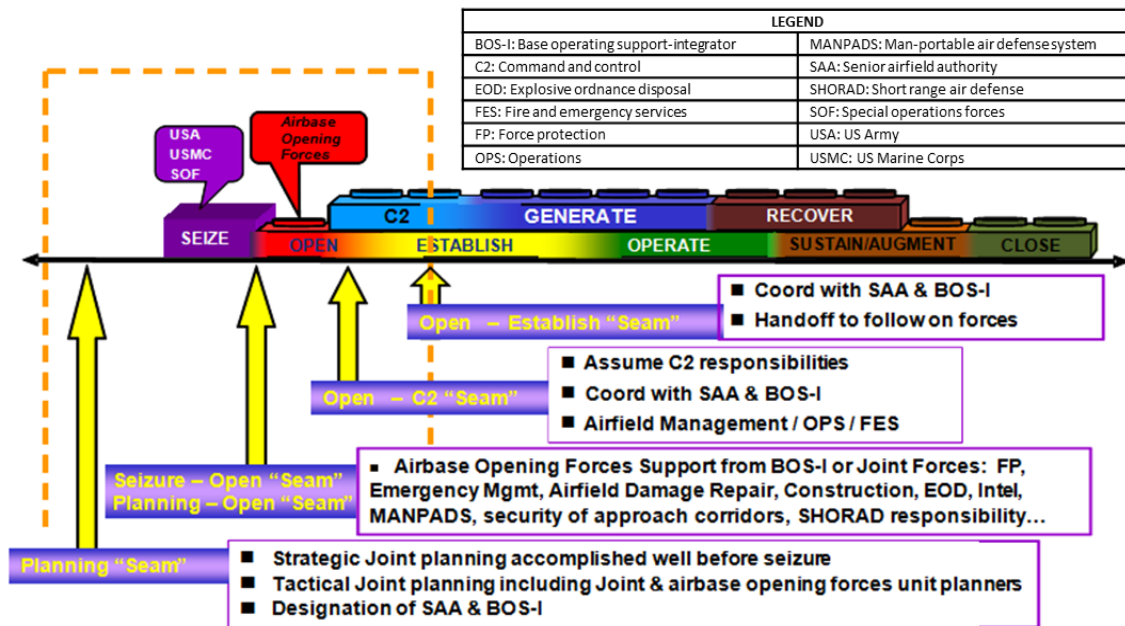 LEGEND
BOS-I: Base operating support-integrator
MANPADS: Man-portable air defense system
C2: Command and control
SAA: Senior airfield authority
EOD: Explosive ordnance disposal
SHORAD: Short range air defense
FES: Fire and emergency services
SOF: Special operations forces
FP: Force protection
USA: US Army
OPS: Operations
USMC: US Marine Corps
USA
USMC
SOF
Airbase
Opening
Forces
C2
GENERATE
RECOVER
SEIZE
OPEN
ESTABLISH
OPERATE
SUSTAIN/AUGMENT
CLOSE
Open – Establish “Seam”
■ Coord with SAA & BOS-I
■ Handoff to follow on forces
Open – C2 “Seam”
■ Assume C2 responsibilities
■ Coord with SAA & BOS-I
■ Airfield Management / OPS / FES
Seizure – Open “Seam”
Planning – Open “Seam”
■ Airbase Opening Forces Support from BOS-I or Joint Forces: FP,
Emergency Mgmt, Airfield Damage Repair, Construction, EOD, Intel,
MANPADS, security of approach corridors, SHORAD responsibility…
Planning “Seam”
■ Strategic Joint planning accomplished well before seizure
■ Tactical Joint planning including Joint & airbase opening forces unit planners
■ Designation of SAA & BOS-I